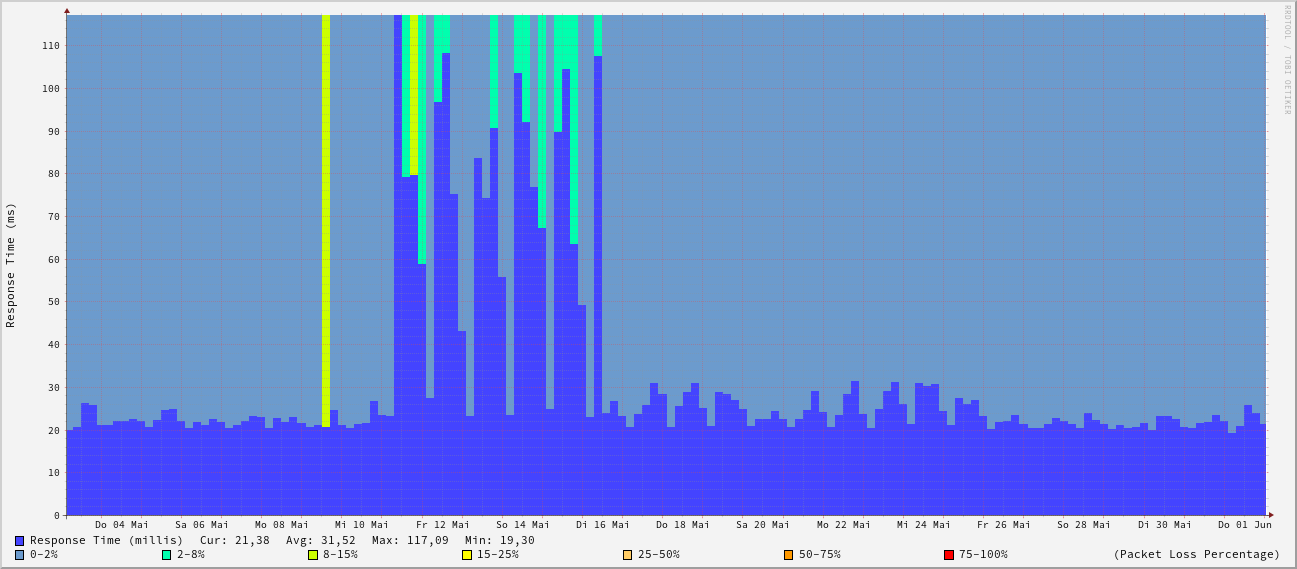 RRDTOOL / TOBI OETIKER
Response Time (ms)
110
100
90
80
70
60
50
40
30
20
10
0
Do 04 Mai Sa 06 Mai Mo 08 Mai Mi 10 Mai Fr 12 Mai So 14 Mai Di 16 Mai Do 18 Mai Sa 20 Mai Mo 22 Mai Mi 24 Mai Fr 26 Mai So 28 Mai Di 30 Mai Do 01 Jun
Response Time (millis) Cur: 21,38 Avg: 31,52 Max: 117,09 Min: 19,30
0-2% 2-8% 8-15% 15-25% 25-50% 50-75% 75-100% (Packet Loss Percentage)